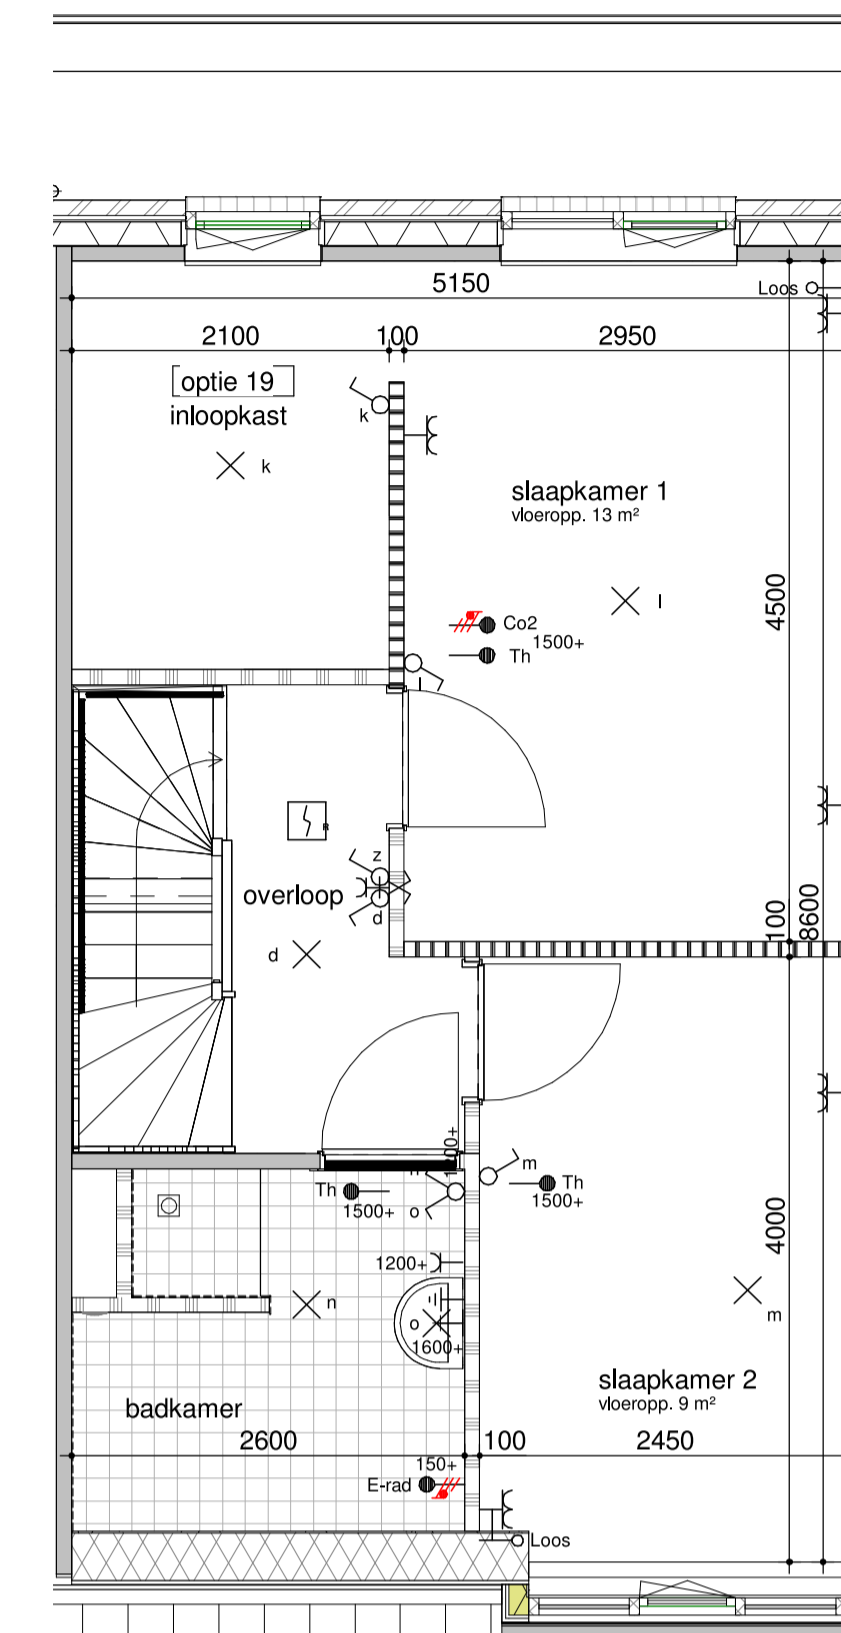 5150
Loos
2100
100
2950
[optie 19]
inloopkast
k
k
slaapkamer 1
vloeropp. 13 m²
4500
l
Co2
1500+
Th
l
z
overloop
d
d
100
8600
1200+
m
Th
1500+
Th
1500+
o
4000
1200+
n
o
1600+
m
slaapkamer 2
vloeropp. 9 m²
badkamer
2600
100
2450
150+
E-rad
Loos